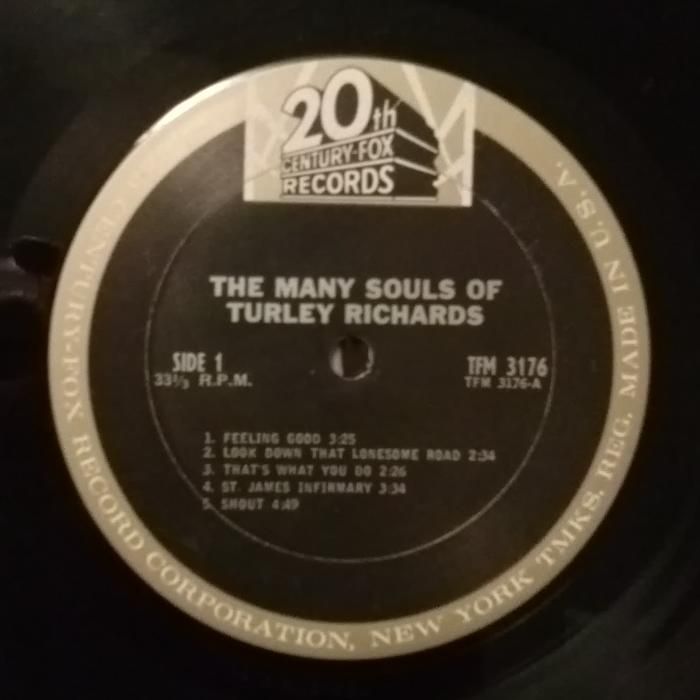 20th
CENTURY-FOX
RECORDS
THE MANY SOULS OF
TURLEY RICHARDS
SIDE 1
33⅓ R.P.M.
TFM 3176
TFM 3176-A
1. FEELING GOOD 3:25
2. LOOK DOWN THAT LONESOME ROAD 2:34
3. THAT'S WHAT YOU DO 2:26
4. ST. JAMES INFIRMARY 3:34
5. SHOUT 4:49
CENTURY-FOX RECORD CORPORATION, NEW YORK TMKS. REG. MADE IN U.S.A.